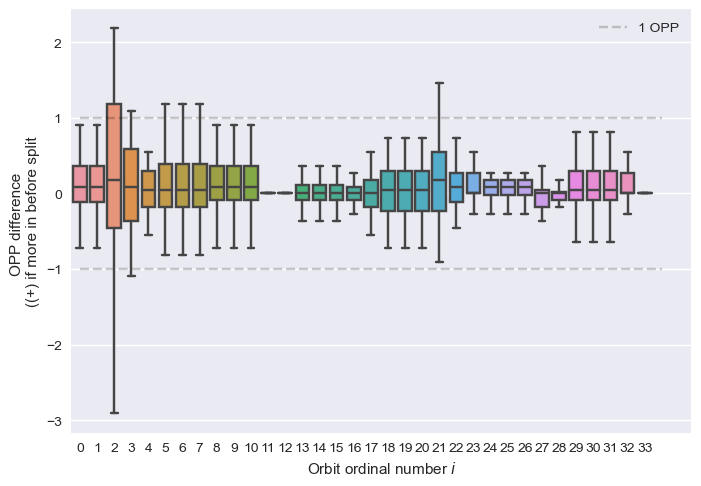 1 OPP
2
1
0
−1
−2
−3
OPP difference
((+) if more in before split
0 1 2 3 4 5 6 7 8 9 10 11 12 13 14 15 16 17 18 19 20 21 22 23 24 25 26 27 28 29 30 31 32 33
Orbit ordinal number i